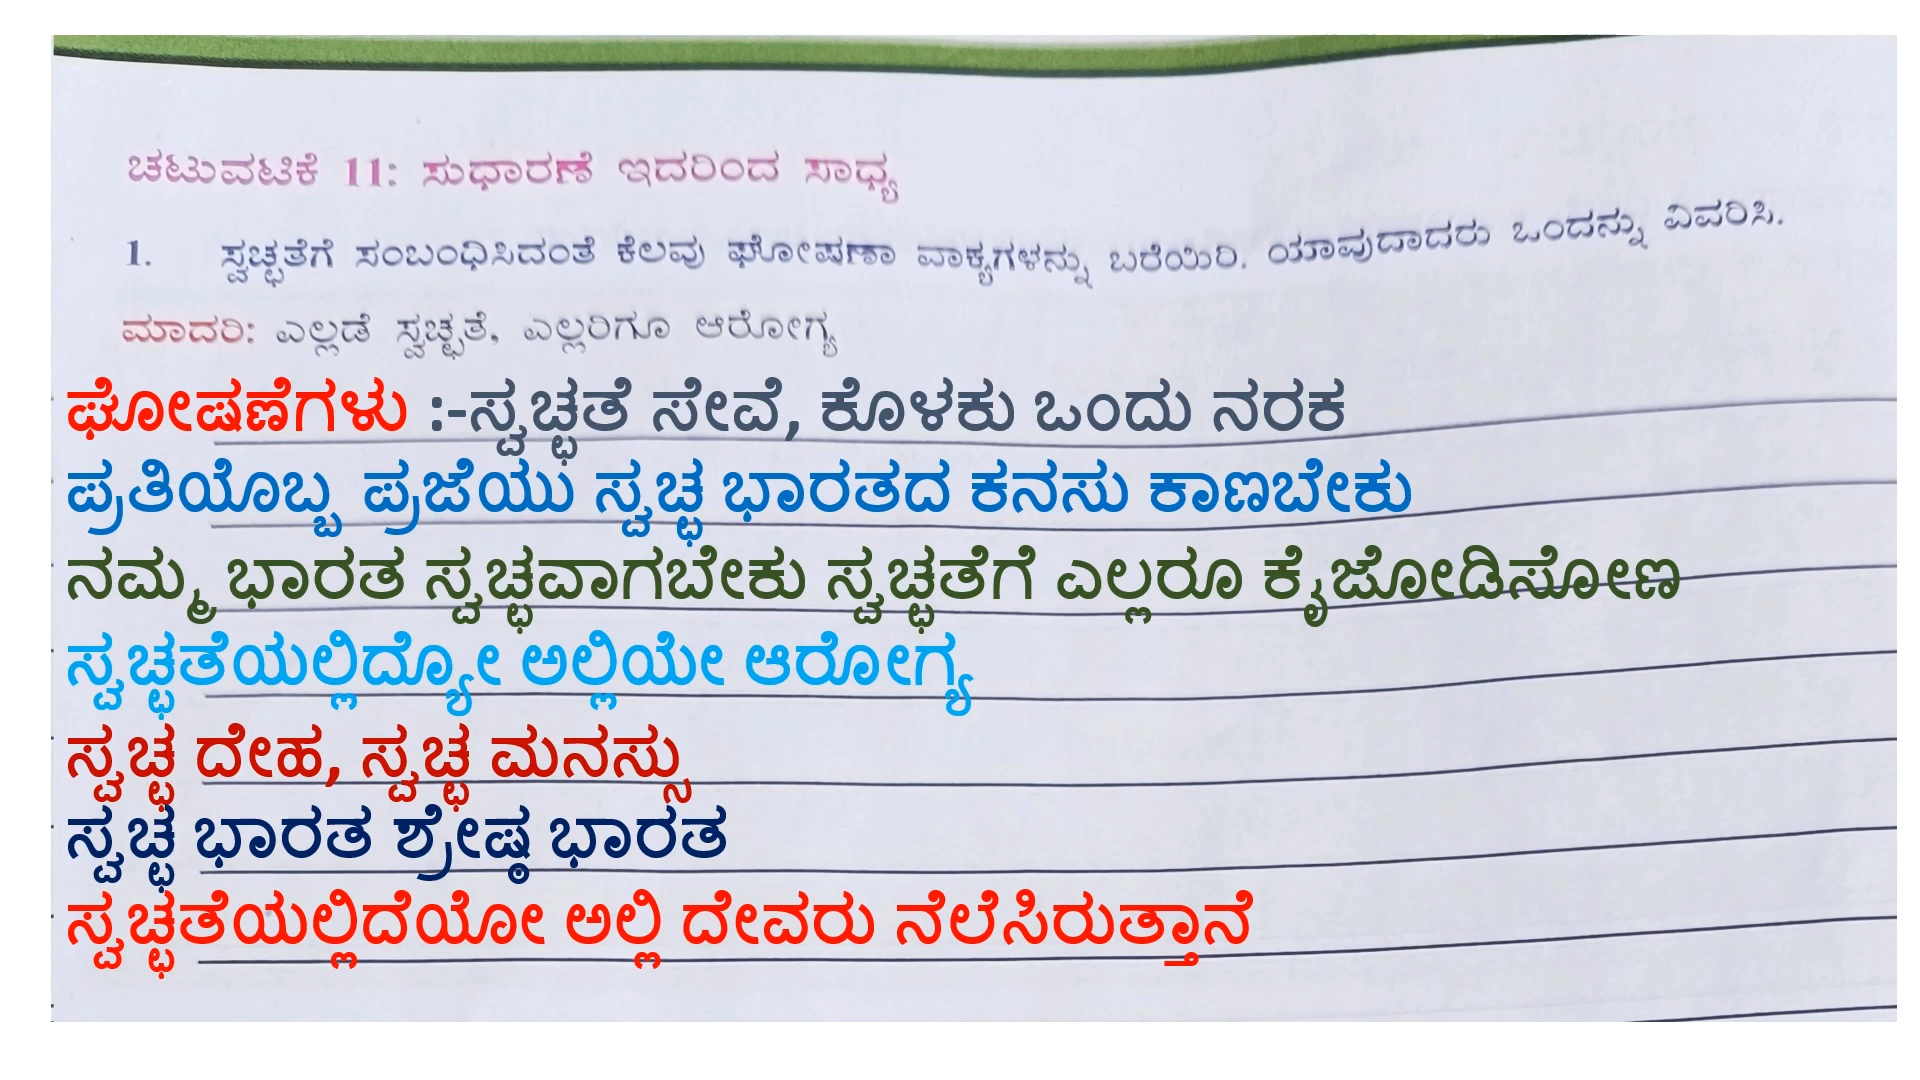 ಚಟುವಟಿಕೆ 11: ಸುಧಾರಣೆ ಇದರಿಂದ ಸಾಧ್ಯ
1. ಸ್ವಚ್ಛತೆಗೆ ಸಂಬಂಧಿಸಿದಂತೆ ಕೆಲವು ಘೋಷಣಾ ವಾಕ್ಯಗಳನ್ನು ಬರೆಯಿರಿ. ಯಾವುದಾದರು ಒಂದನ್ನು ವಿವರಿಸಿ.
ಮಾದರಿ: ಎಲ್ಲಡೆ ಸ್ವಚ್ಛತೆ, ಎಲ್ಲರಿಗೂ ಆರೋಗ್ಯ
ಘೋಷಣೆಗಳು :-ಸ್ವಚ್ಛತೆ ಸೇವೆ, ಕೊಳಕು ಒಂದು ನರಕ
ಪ್ರತಿಯೊಬ್ಬ ಪ್ರಜೆಯು ಸ್ವಚ್ಛ ಭಾರತದ ಕನಸು ಕಾಣಬೇಕು
ನಮ್ಮ ಭಾರತ ಸ್ವಚ್ಛವಾಗಬೇಕು ಸ್ವಚ್ಛತೆಗೆ ಎಲ್ಲರೂ ಕೈಜೋಡಿಸೋಣ
ಸ್ವಚ್ಛತೆಯಲ್ಲಿದ್ಯೋ ಅಲ್ಲಿಯೇ ಆರೋಗ್ಯ
ಸ್ವಚ್ಛ ದೇಹ, ಸ್ವಚ್ಛ ಮನಸ್ಸು
ಸ್ವಚ್ಛ ಭಾರತ ಶ್ರೇಷ್ಠ ಭಾರತ
ಸ್ವಚ್ಛತೆಯಲ್ಲಿದೆಯೋ ಅಲ್ಲಿ ದೇವರು ನೆಲೆಸಿರುತ್ತಾನೆ